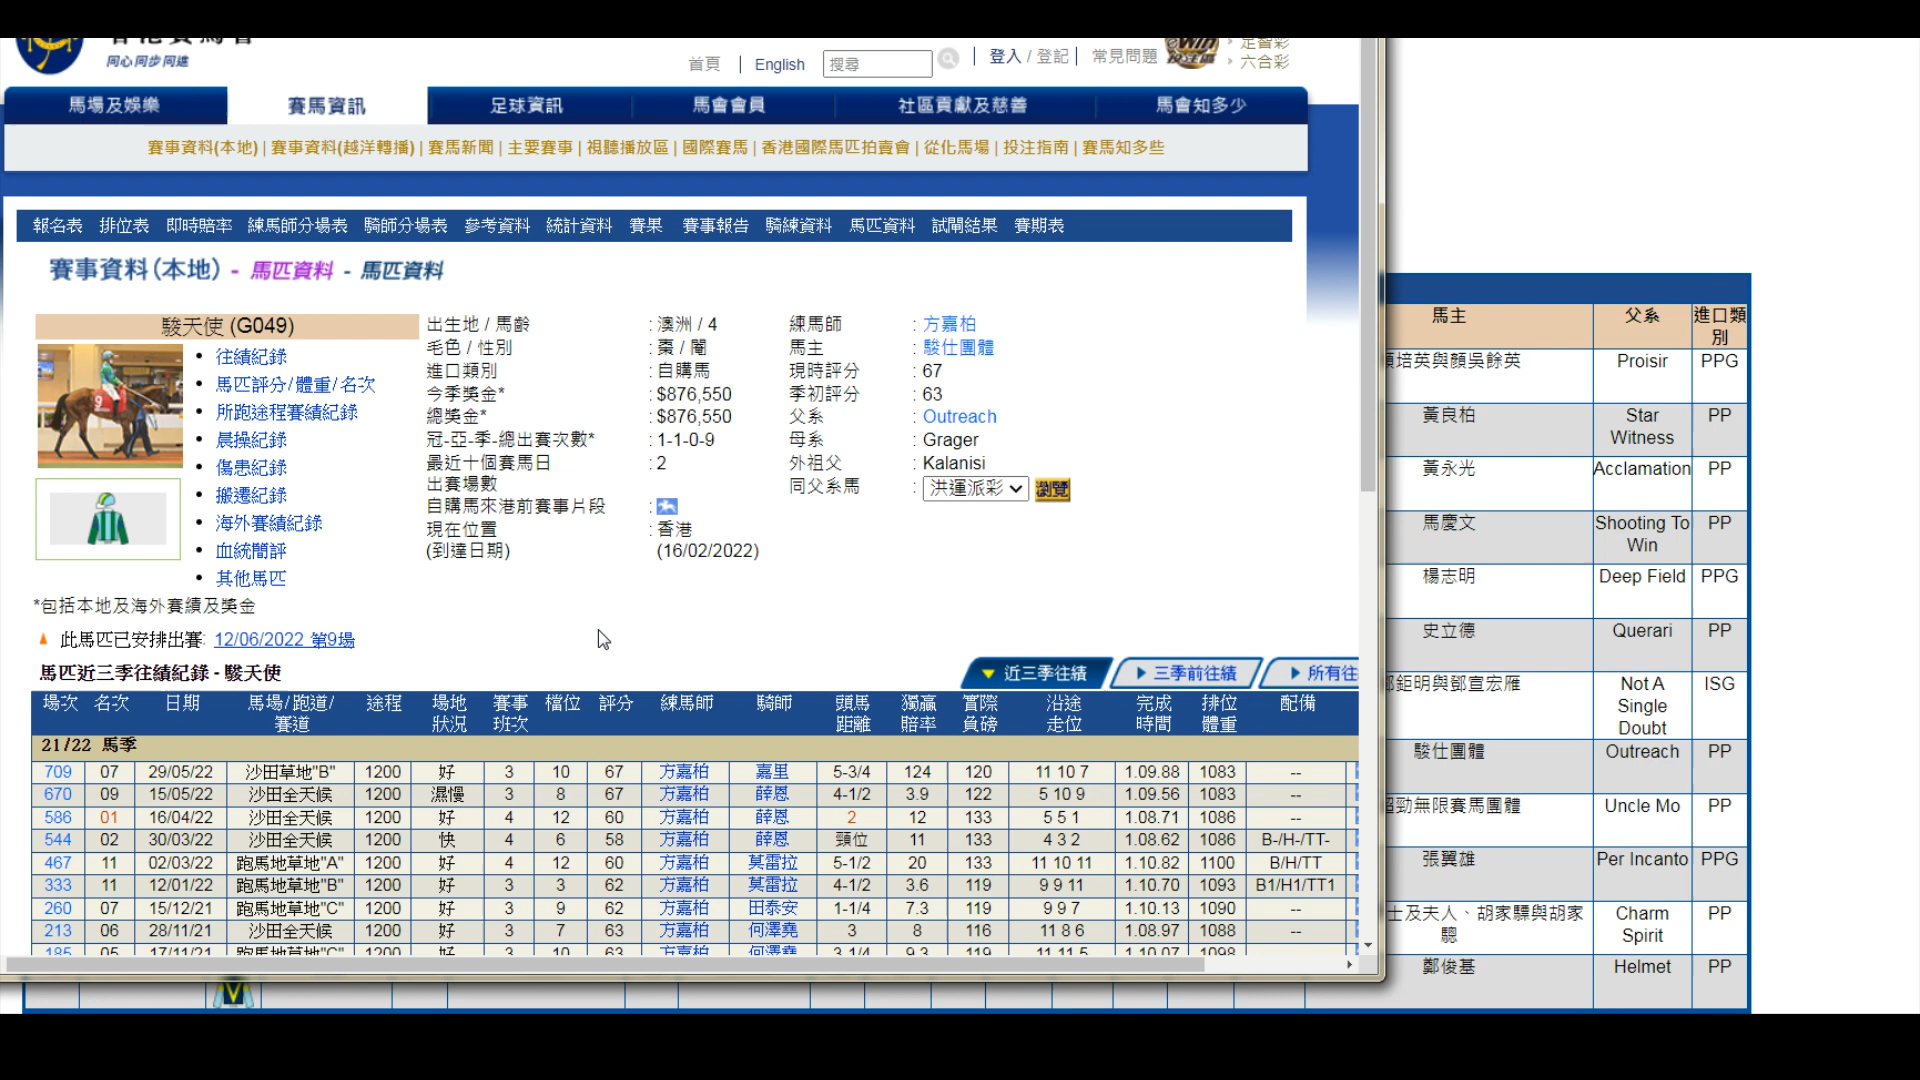 同心同步同進
首頁 | English 搜尋 | 登入 / 登記 | 常見問題
足智彩
六合彩
馬場及娛樂 賽馬資訊 足球資訊 馬會會員 社區貢獻及慈善 馬會知多少
賽事資料(本地) | 賽事資料(越洋轉播) | 賽馬新聞 | 主要賽事 | 視聽播放區 | 國際賽馬 | 香港國際馬匹拍賣會 | 從化馬場 | 投注指南 | 賽馬知多些
報名表 排位表 即時賠率 練馬師分場表 騎師分場表 參考資料 統計資料 賽果 賽事報告 騎練資料 馬匹資料 試閘結果 賽期表
賽事資料(本地) - 馬匹資料 - 馬匹資料
駿天使 (G049)
• 往績紀錄
• 馬匹評分/體重/名次
• 所跑途程賽績紀錄
• 晨操紀錄
• 傷患紀錄
• 搬遷紀錄
• 海外賽績紀錄
• 血統簡評
• 其他馬匹
出生地 / 馬齡 : 澳洲 / 4
毛色 / 性別 : 棗 / 閹
進口類別 : 自購馬
今季獎金* : $876,550
總獎金* : $876,550
冠-亞-季-總出賽次數* : 1-1-0-9
最近十個賽馬日 : 2
出賽場數
自購馬來港前賽事片段 :
現在位置 : 香港
(到達日期) (16/02/2022)
練馬師 : 方嘉柏
馬主 : 駿仕團體
現時評分 : 67
季初評分 : 63
父系 : Outreach
母系 : Grager
外祖父 : Kalanisi
同父系馬 : 洪運派彩 瀏覽
*包括本地及海外賽績及獎金
此馬匹已安排出賽: 12/06/2022 第9場
馬匹近三季往績紀錄 - 駿天使
近三季往績 三季前往績 所有往
場次 名次 日期 馬場/跑道/ 途程 場地 賽事 檔位 評分 練馬師 騎師 頭馬 獨贏 實際 沿途 完成 排位 配備
賽道 狀況 班次 距離 賠率 負磅 走位 時間 體重
21/22 馬季
709 07 29/05/22 沙田草地"B" 1200 好 3 10 67 方嘉柏 嘉里 5-3/4 124 120 11 10 7 1.09.88 1083 --
670 09 15/05/22 沙田全天候 1200 濕慢 3 8 67 方嘉柏 薛恩 4-1/2 3.9 122 5 10 9 1.09.56 1083 --
586 01 16/04/22 沙田全天候 1200 好 4 12 60 方嘉柏 薛恩 2 12 133 5 5 1 1.08.71 1086 --
544 02 30/03/22 沙田全天候 1200 快 4 6 58 方嘉柏 薛恩 頸位 11 133 4 3 2 1.08.62 1086 B-/H-/TT-
467 11 02/03/22 跑馬地草地"A" 1200 好 4 12 60 方嘉柏 莫雷拉 5-1/2 20 133 11 10 11 1.10.82 1100 B/H/TT
333 11 12/01/22 跑馬地草地"B" 1200 好 3 3 62 方嘉柏 莫雷拉 4-1/2 3.6 119 9 9 11 1.10.70 1093 B1/H1/TT1
260 07 15/12/21 跑馬地草地"C" 1200 好 3 9 62 方嘉柏 田泰安 1-1/4 7.3 119 9 9 7 1.10.13 1090 --
213 06 28/11/21 沙田全天候 1200 好 3 7 63 方嘉柏 何澤堯 3 8 116 11 8 6 1.08.97 1088 --
185 05 17/11/21 跑馬地草地"C" 1200 好 3 10 63 方嘉柏 何澤堯 3-1/4 9.3 119 11 11 5 1.10.07 1098
馬主 父系 進口類
別
培英與顏吳餘英 Proisir PPG
黃良柏 Star PP
Witness
黃永光 Acclamation PP
馬慶文 Shooting To PP
Win
楊志明 Deep Field PPG
史立德 Querari PP
鉅明與鄧宣宏雁 Not A ISG
Single
Doubt
駿仕團體 Outreach PP
勁無限賽馬團體 Uncle Mo PP
張翼雄 Per Incanto PPG
士及夫人、胡家驃與胡家 Charm PP
驄 Spirit
鄭俊基 Helmet PP